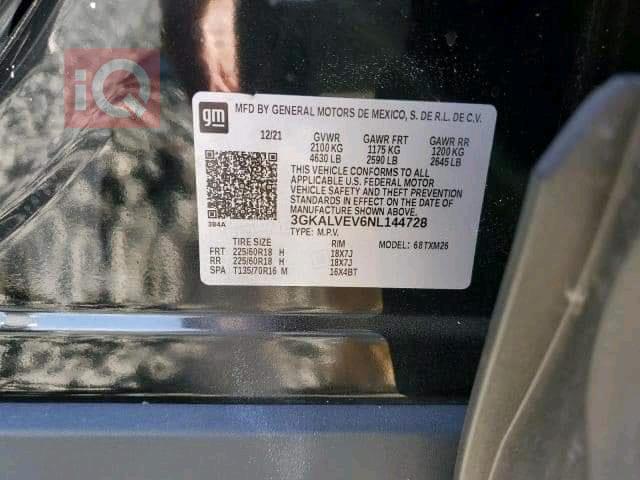 iQ
gm
MFD BY GENERAL MOTORS DE MEXICO, S. DE R.L. DE C.V.
12/21 GVWR GAWR FRT GAWR RR
2100 KG 1175 KG 1200 KG
4630 LB 2590 LB 2645 LB
THIS VEHICLE CONFORMS TO ALL
APPLICABLE U.S. FEDERAL MOTOR
VEHICLE SAFETY AND THEFT PREVENTION
STANDARDS IN EFFECT ON THE DATE OF
MANUFACTURE SHOWN ABOVE.
3GKALVEV6NL144728
384A
TYPE: M.P.V.
MODEL: 68TXM26
TIRE SIZE RIM
FRT 225/60R18 H 18X7J
RR 225/60R18 H 18X7J
SPA T135/70R16 M 16X4BT